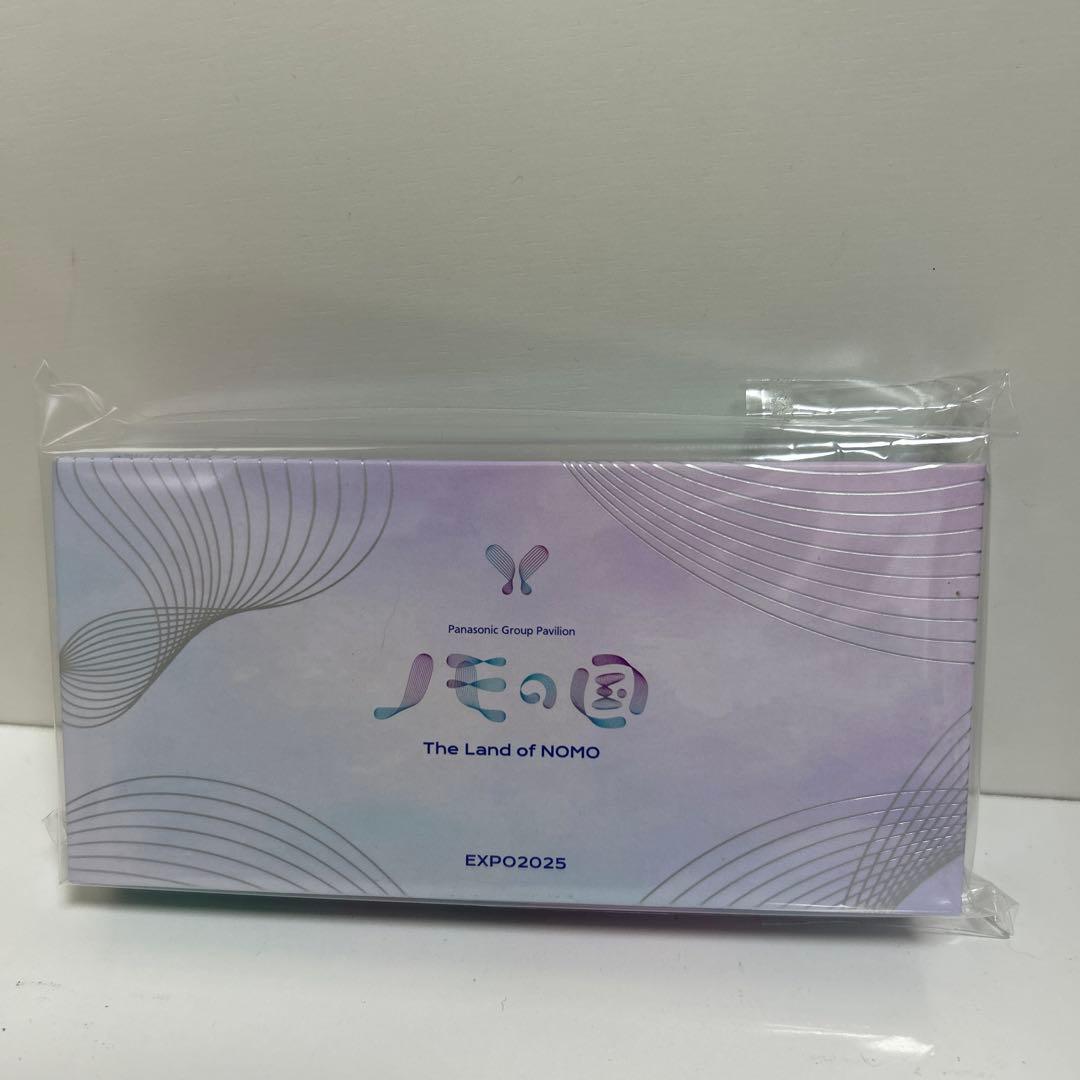 Panasonic Group Pavilion
ノモの国
The Land of NOMO
EXPO2025